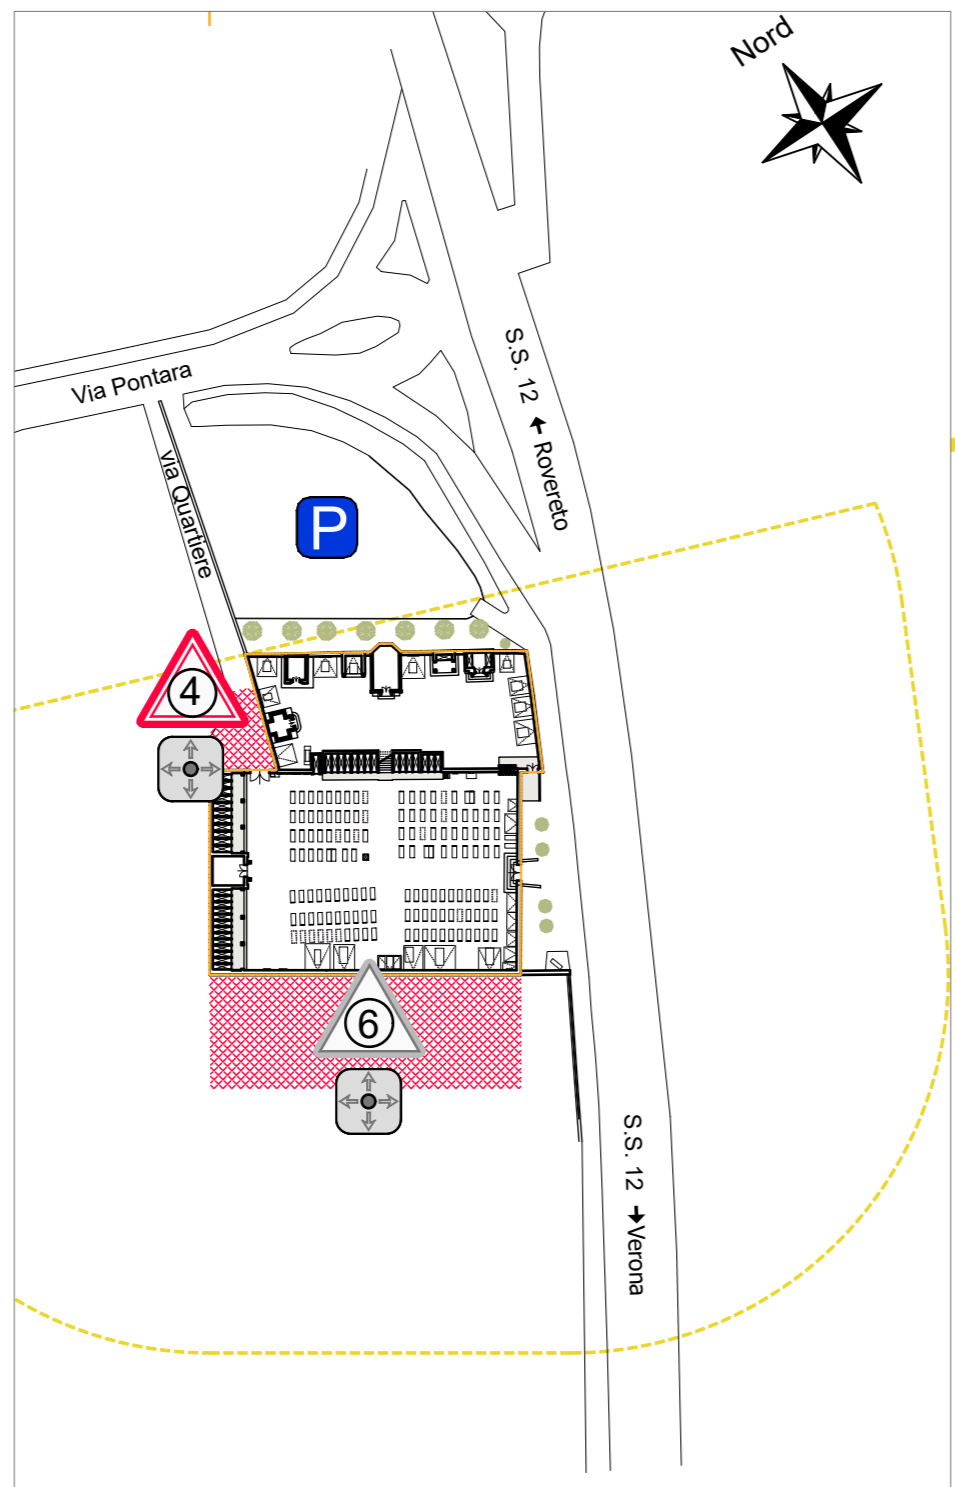 Nord
S.S. 12 ← Rovereto
Via Pontara
via Quartiere
P
4
6
S.S. 12 → Verona